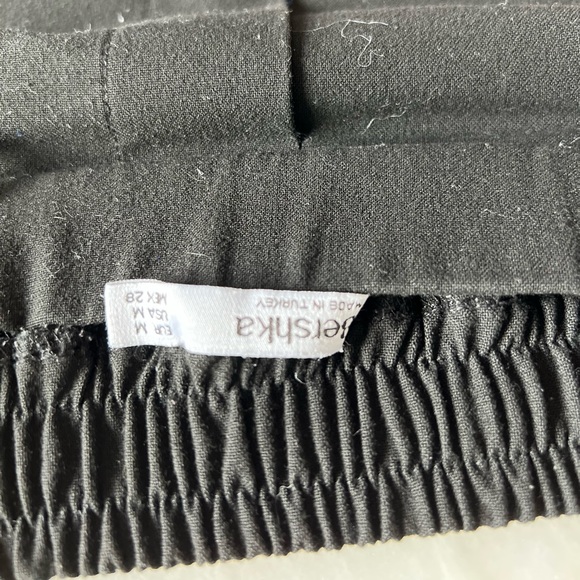 Bershka
MADE IN TURKEY
EUR M
USA M
MEX 28